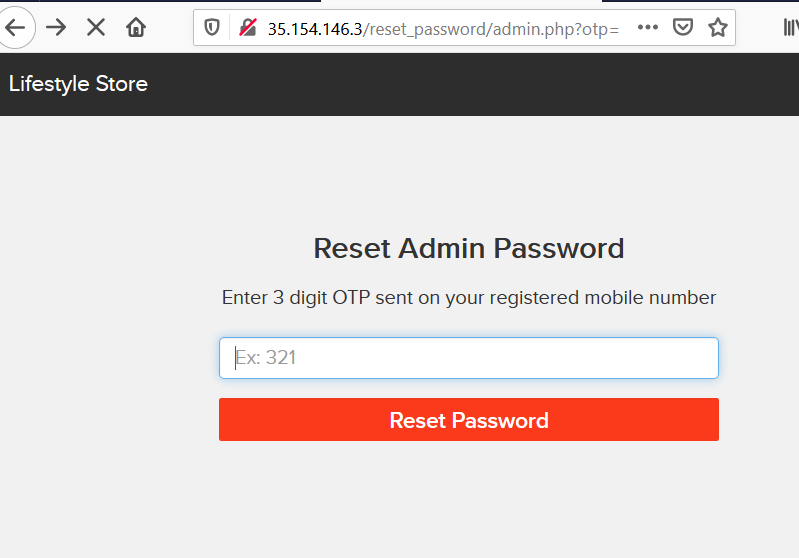 35.154.146.3/reset_password/admin.php?otp=
Lifestyle Store
Reset Admin Password
Enter 3 digit OTP sent on your registered mobile number
Ex: 321
Reset Password